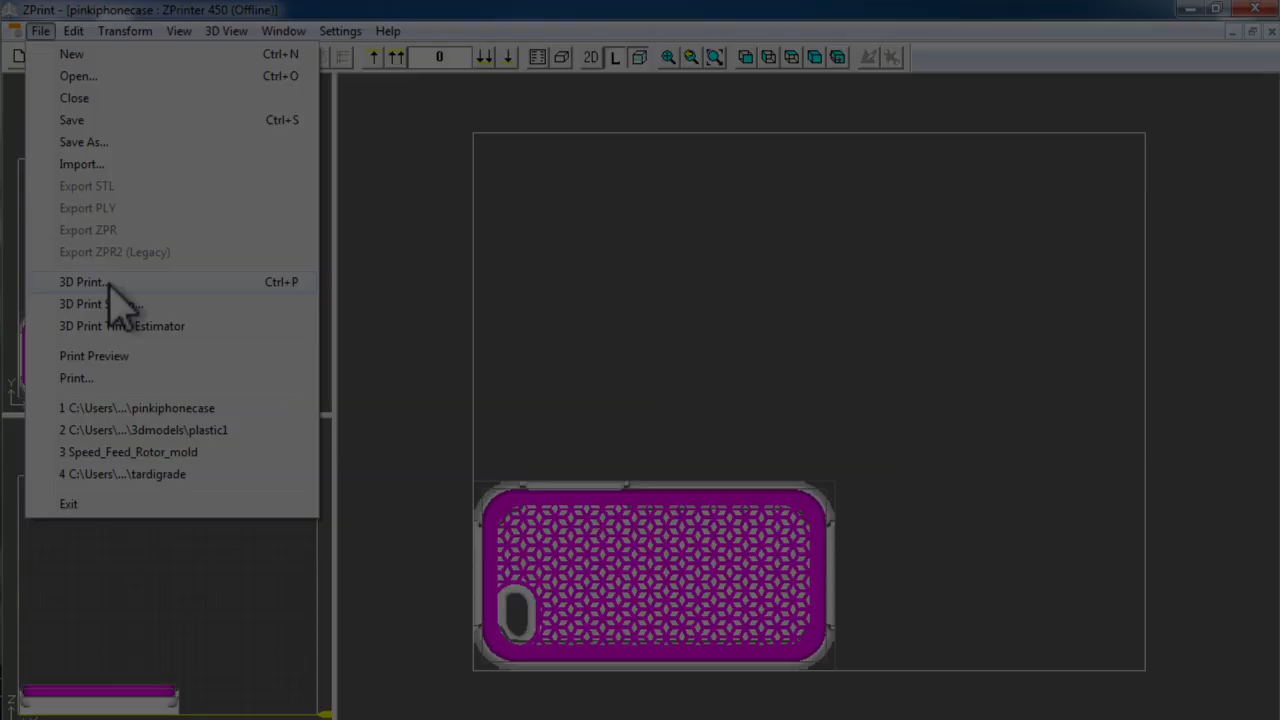 ZPrint - [pinkiphonecase : ZPrinter 450 (Offline)]
File Edit Transform View 3D View Window Settings Help
0 2D L
New Ctrl+N
Open... Ctrl+O
Close
Save Ctrl+S
Save As...
Import...
Export STL
Export PLY
Export ZPR
Export ZPR2 (Legacy)
3D Print... Ctrl+P
3D Print
3D Print Estimator
Print Preview
Print...
1 C:\Users\...\pinkiphonecase
2 C:\Users\...\3dmodels\plastic1
3 Speed_Feed_Rotor_mold
4 C:\Users\...\tardigrade
Exit
Y
Z